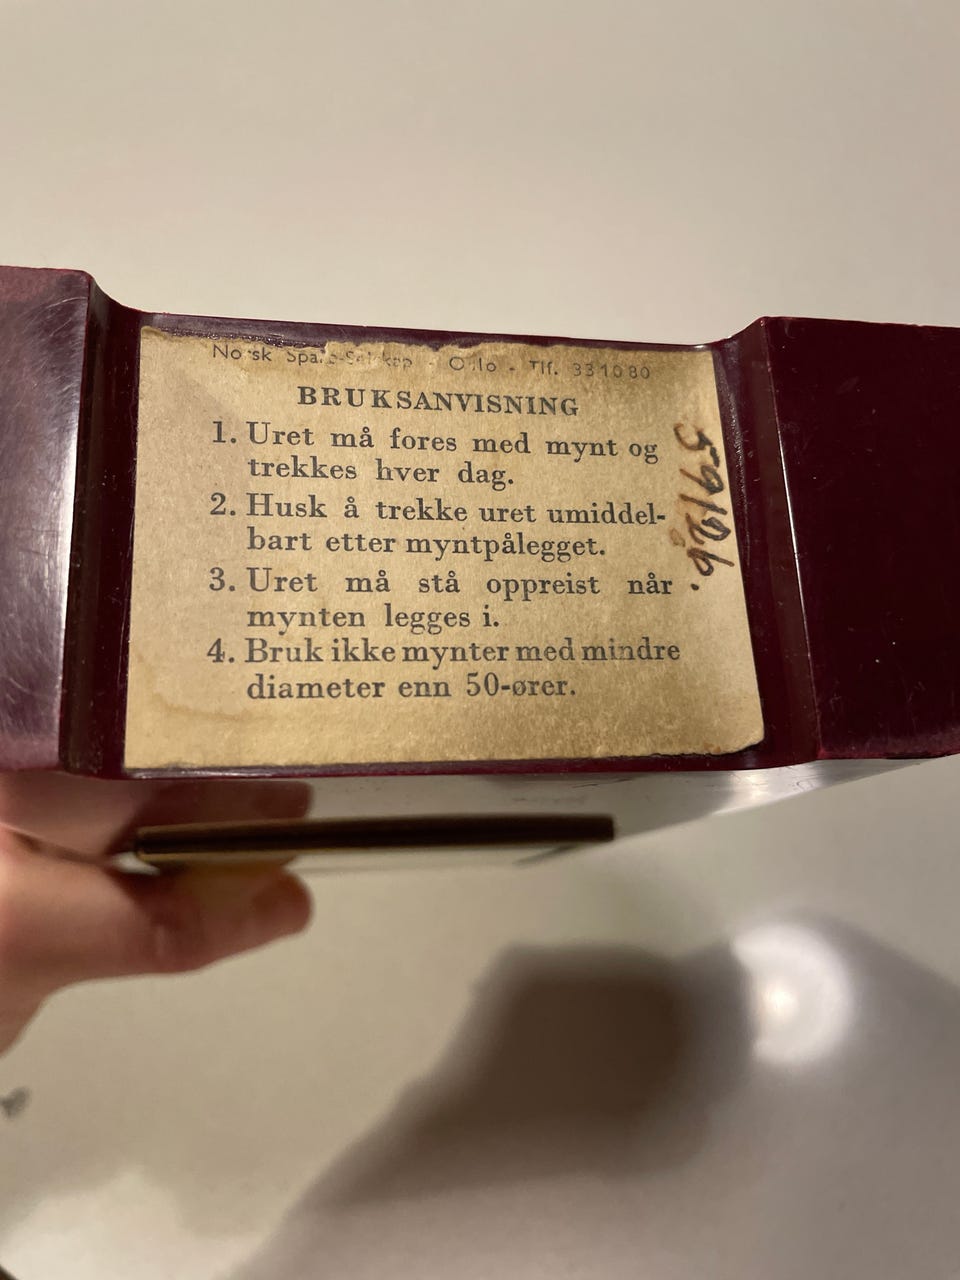 Norsk Spare-Selskap - Oslo - Tlf. 331080
BRUKSANVISNING
1. Uret må fores med mynt og
trekkes hver dag.
2. Husk å trekke uret umiddel-
bart etter myntpålegget.
3. Uret må stå oppreist når
mynten legges i.
4. Bruk ikke mynter med mindre
diameter enn 50-ører.